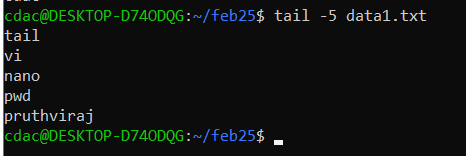 cdac@DESKTOP-D74ODQG:~/feb25$ tail -5 data1.txt
tail
vi
nano
pwd
pruthviraj
cdac@DESKTOP-D74ODQG:~/feb25$